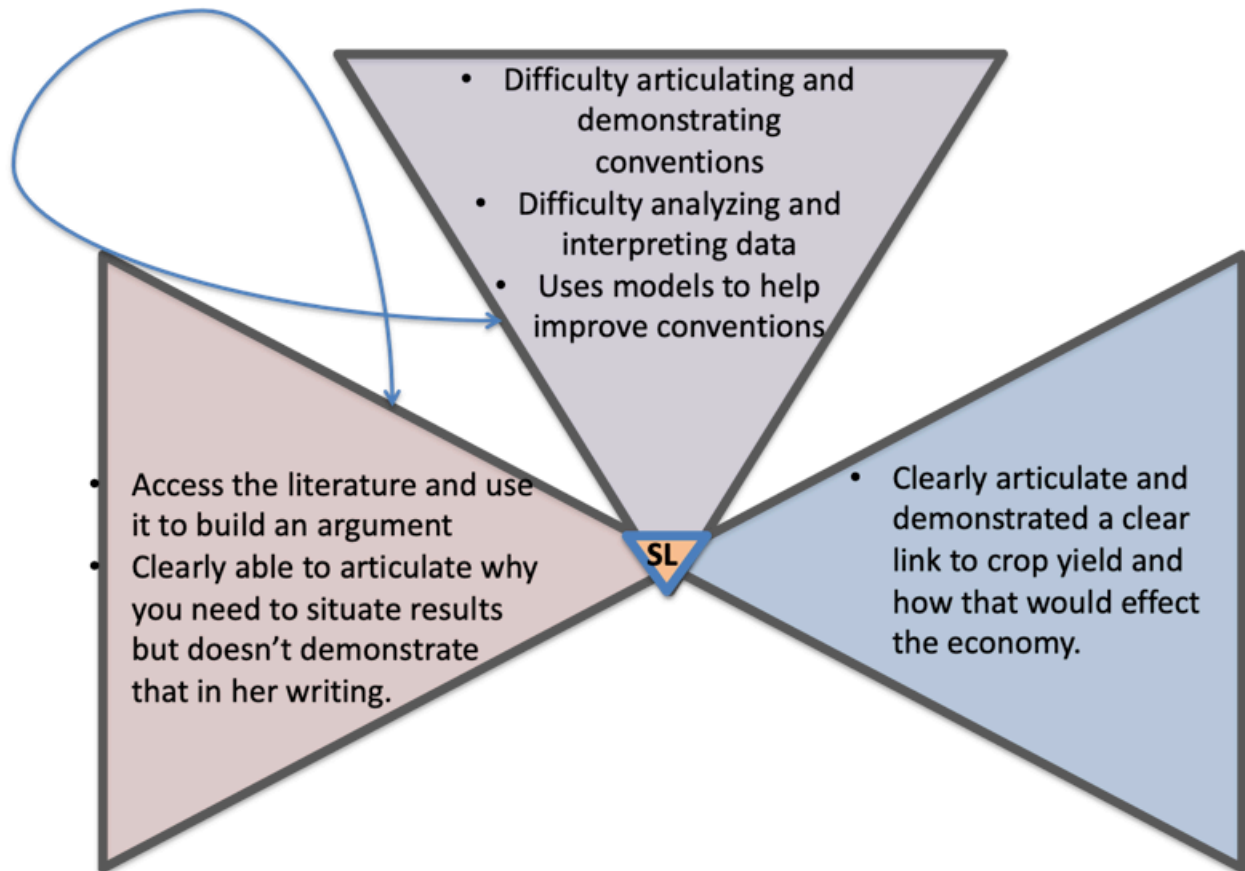 • Difficulty articulating and
demonstrating
conventions
• Difficulty analyzing and
interpreting data
• Uses models to help
improve conventions
• Access the literature and use
it to build an argument
• Clearly able to articulate why
you need to situate results
but doesn’t demonstrate
that in her writing.
SL
• Clearly articulate and
demonstrated a clear
link to crop yield and
how that would effect
the economy.